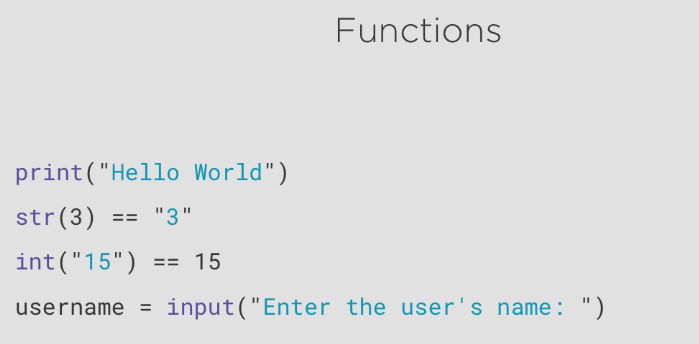 Functions
print("Hello World")
str(3) == "3"
int("15") == 15
username = input("Enter the user's name: ")